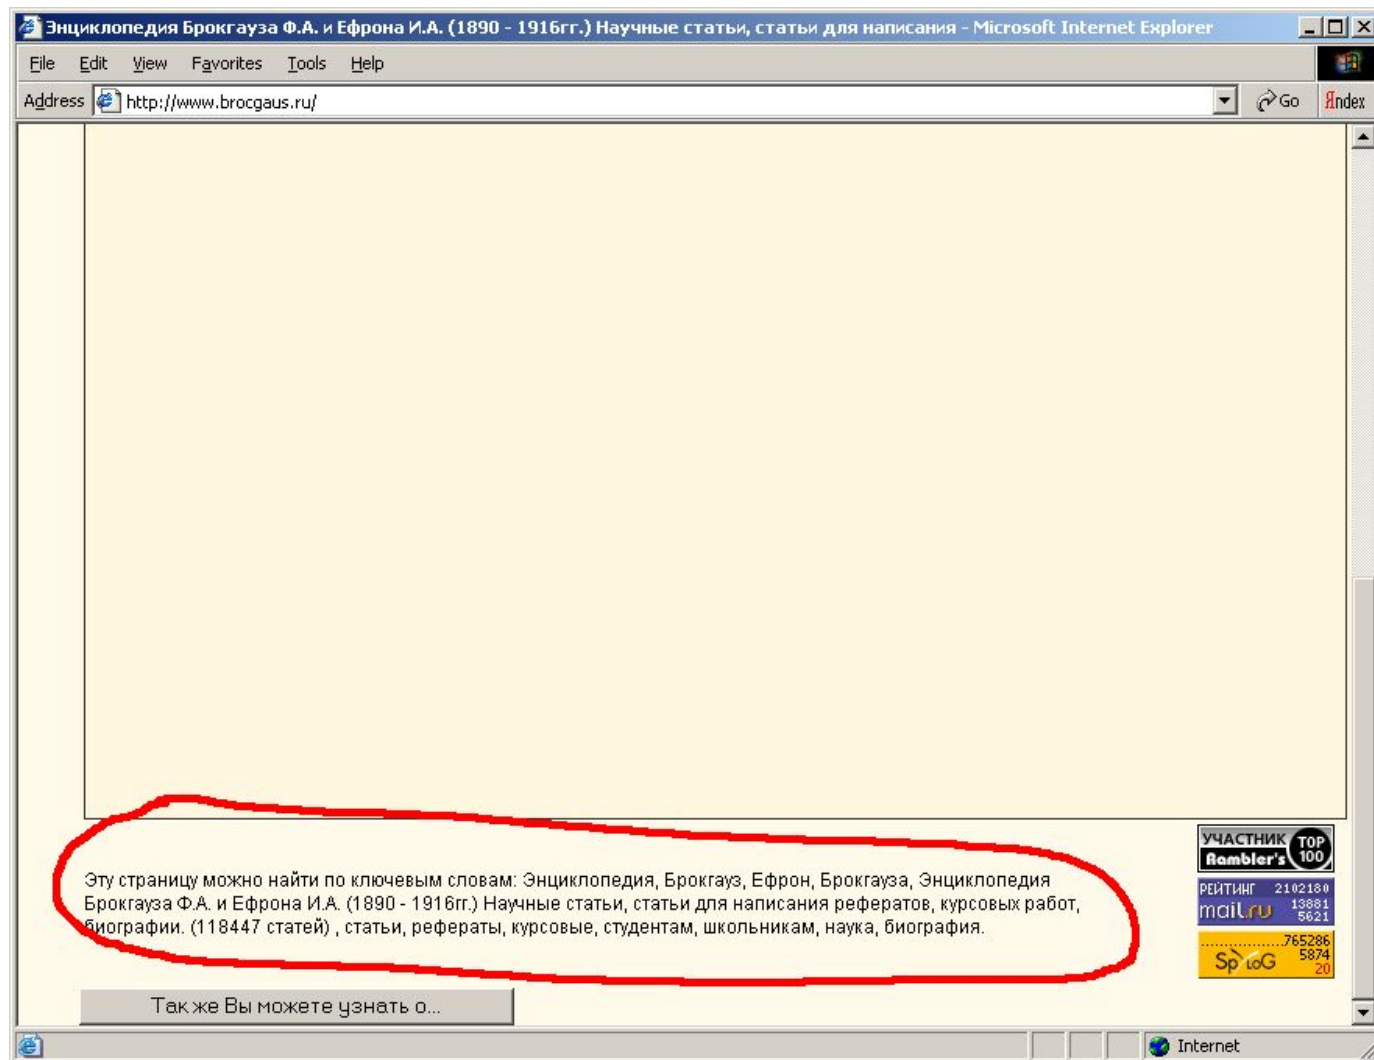 Энциклопедия Брокгауза Ф.А. и Ефрона И.А. (1890 - 1916гг.) Научные статьи, статьи для написания - Microsoft Internet Explorer
File Edit View Favorites Tools Help
Address http://www.brocgaus.ru/ Go Яndex
Эту страницу можно найти по ключевым словам: Энциклопедия, Брокгауз, Ефрон, Брокгауза, Энциклопедия
Брокгауза Ф.А. и Ефрона И.А. (1890 - 1916гг.) Научные статьи, статьи для написания рефератов, курсовых работ,
биографии. (118447 статей) , статьи, рефераты, курсовые, студентам, школьникам, наука, биография.
УЧАСТНИК TOP
Rambler's 100
РЕЙТИНГ 2102180
mail.ru 13881
5621
765286
SpyLOG 5874
20
Также Вы можете узнать о...
Internet